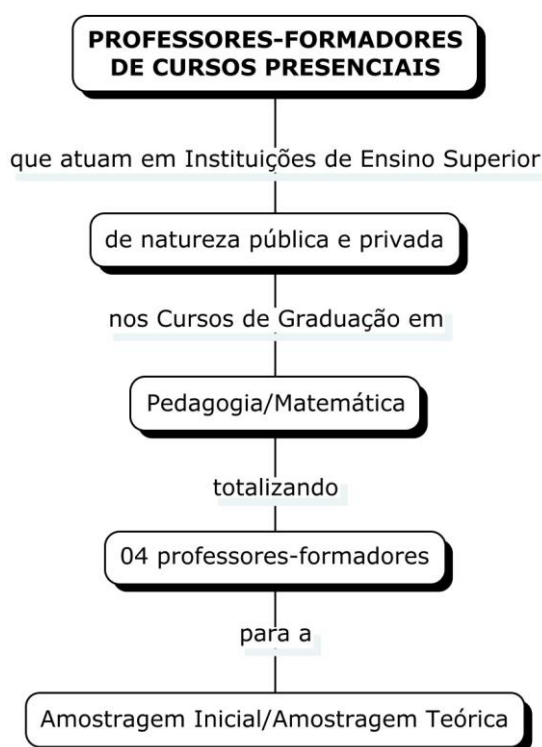 PROFESSORES-FORMADORES
DE CURSOS PRESENCIAIS
que atuam em Instituições de Ensino Superior
de natureza pública e privada
nos Cursos de Graduação em
Pedagogia/Matemática
totalizando
04 professores-formadores
para a
Amostragem Inicial/Amostragem Teórica